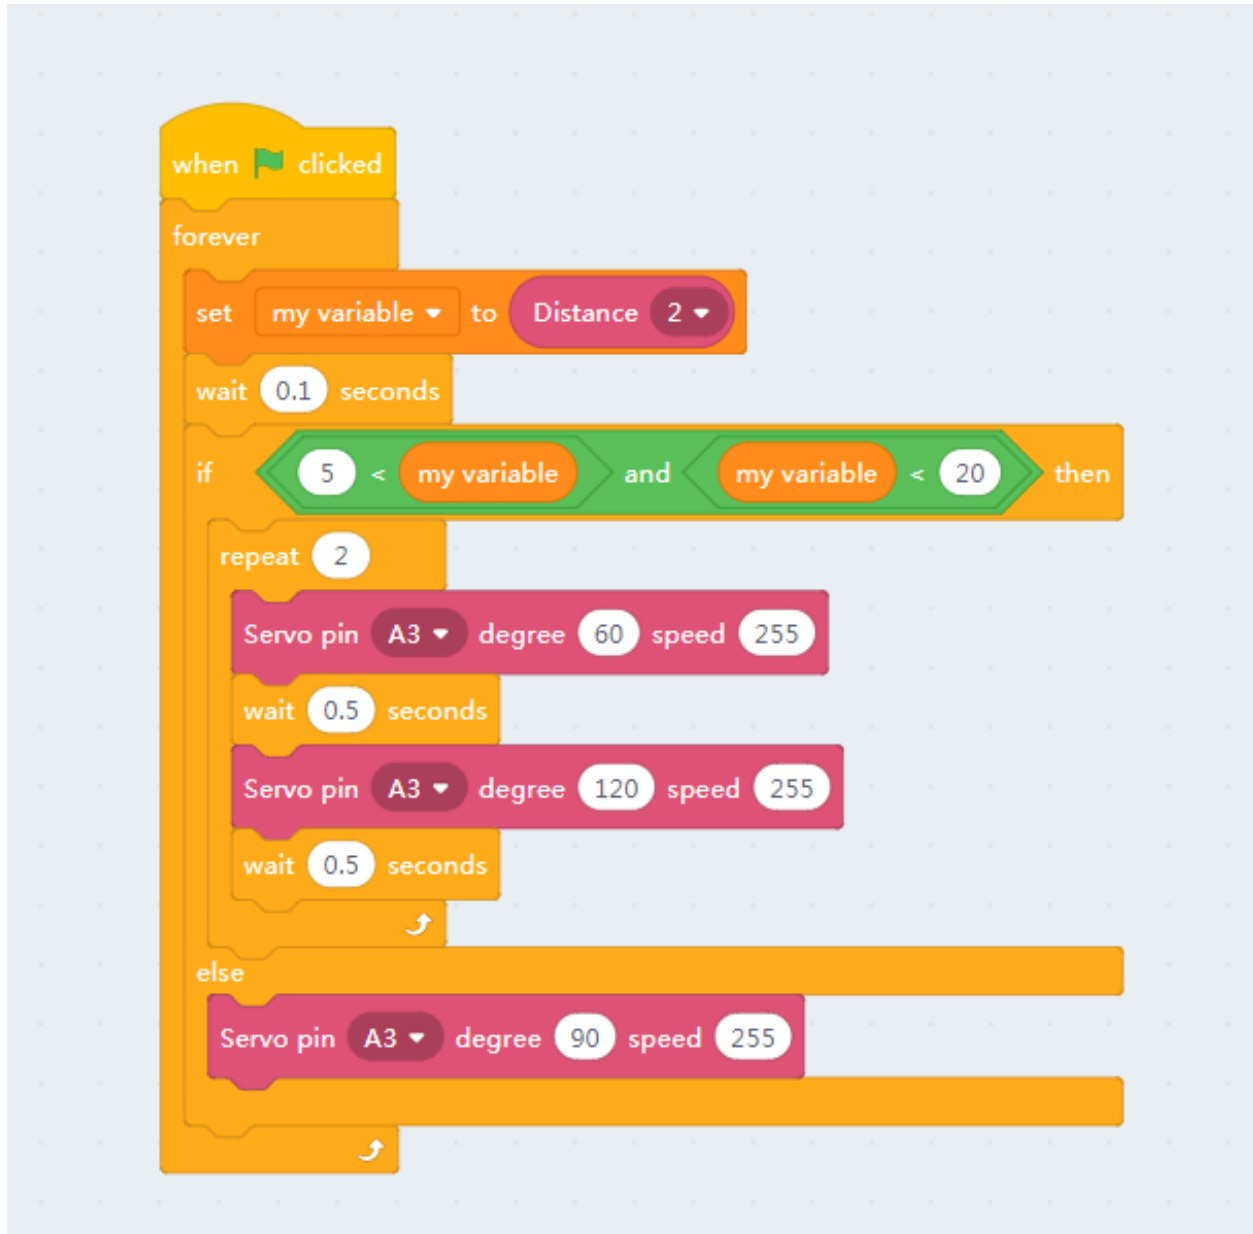 when clicked
forever
set my variable to Distance 2
wait 0.1 seconds
if 5 < my variable and my variable < 20 then
repeat 2
Servo pin A3 degree 60 speed 255
wait 0.5 seconds
Servo pin A3 degree 120 speed 255
wait 0.5 seconds
else
Servo pin A3 degree 90 speed 255